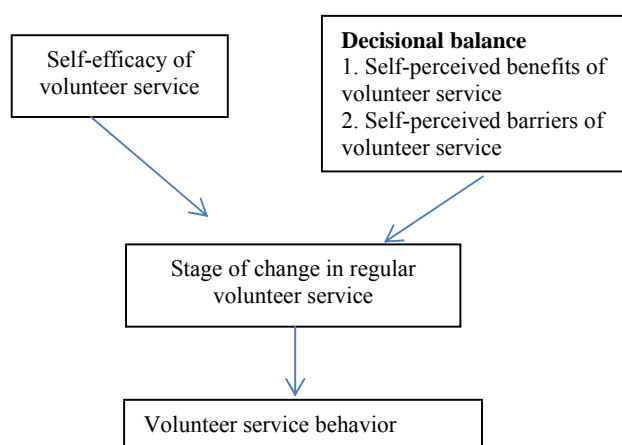 Self-efficacy of
volunteer service
Decisional balance
1. Self-perceived benefits of
volunteer service
2. Self-perceived barriers of
volunteer service
Stage of change in regular
volunteer service
Volunteer service behavior